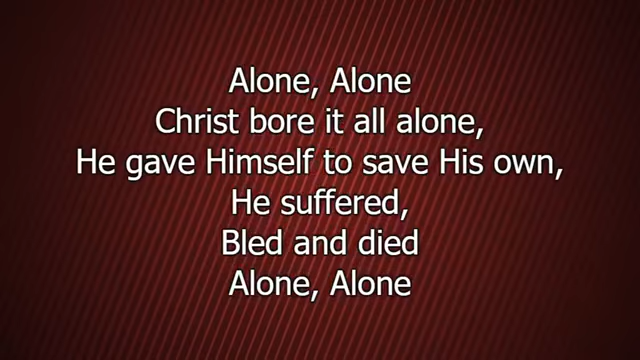 Alone, Alone
Christ bore it all alone,
He gave Himself to save His own,
He suffered,
Bled and died
Alone, Alone